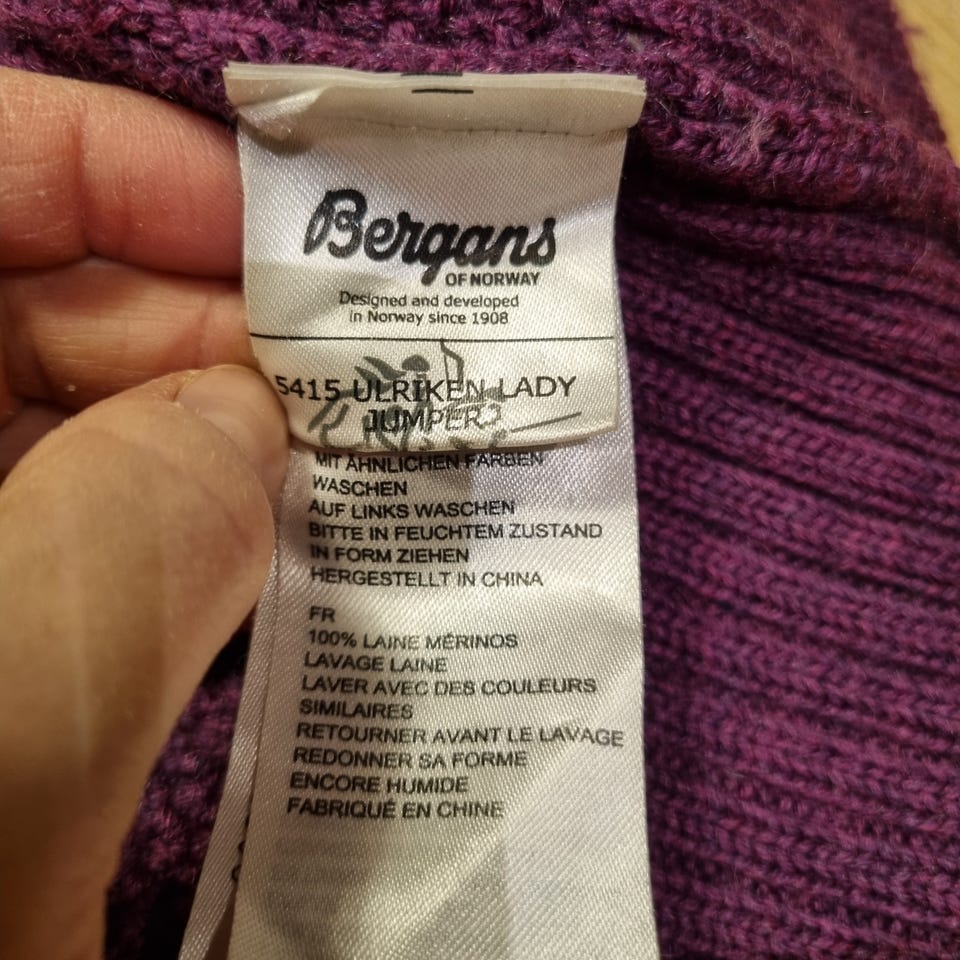 Bergans
OF NORWAY
Designed and developed
in Norway since 1908
5415 ULRIKEN LADY
JUMPER
MIT ÄHNLICHEN FARBEN
WASCHEN
AUF LINKS WASCHEN
BITTE IN FEUCHTEM ZUSTAND
IN FORM ZIEHEN
HERGESTELLT IN CHINA
FR
100% LAINE MÉRINOS
LAVAGE LAINE
LAVER AVEC DES COULEURS
SIMILAIRES
RETOURNER AVANT LE LAVAGE
REDONNER SA FORME
ENCORE HUMIDE
FABRIQUÉ EN CHINE